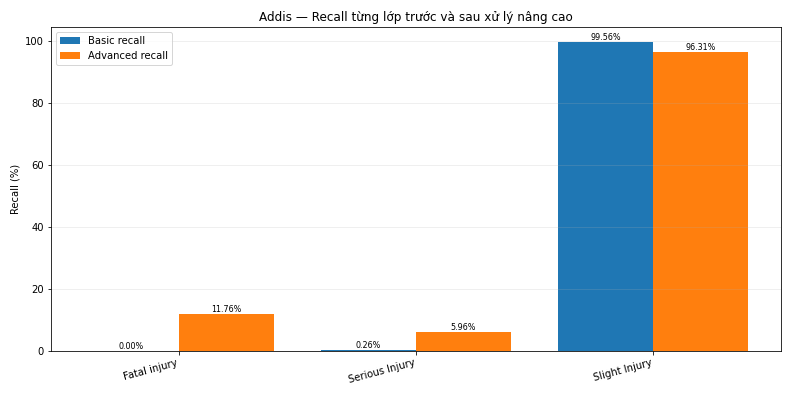 Addis — Recall từng lớp trước và sau xử lý nâng cao
Basic recall
Advanced recall
Recall (%)
100
80
60
40
20
0
0.00%
11.76%
0.26%
5.96%
99.56%
96.31%
Fatal injury
Serious Injury
Slight Injury